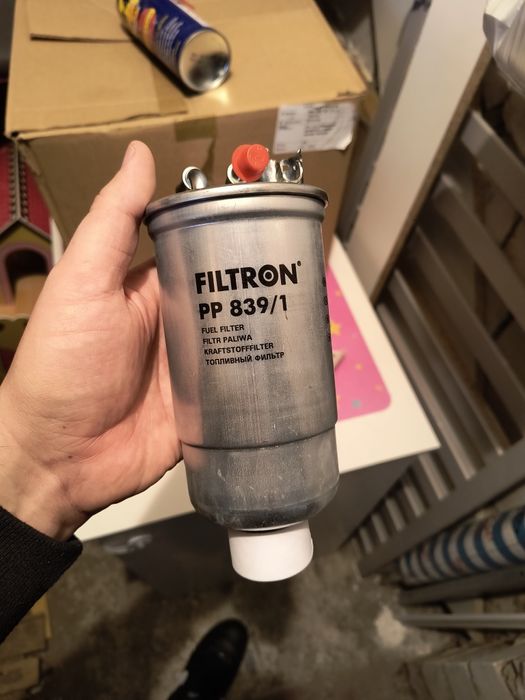 FILTRON®
PP 839/1
FUEL FILTER
FILTR PALIWA
KRAFTSTOFFFILTER
ТОПЛИВНЫЙ ФИЛЬТР